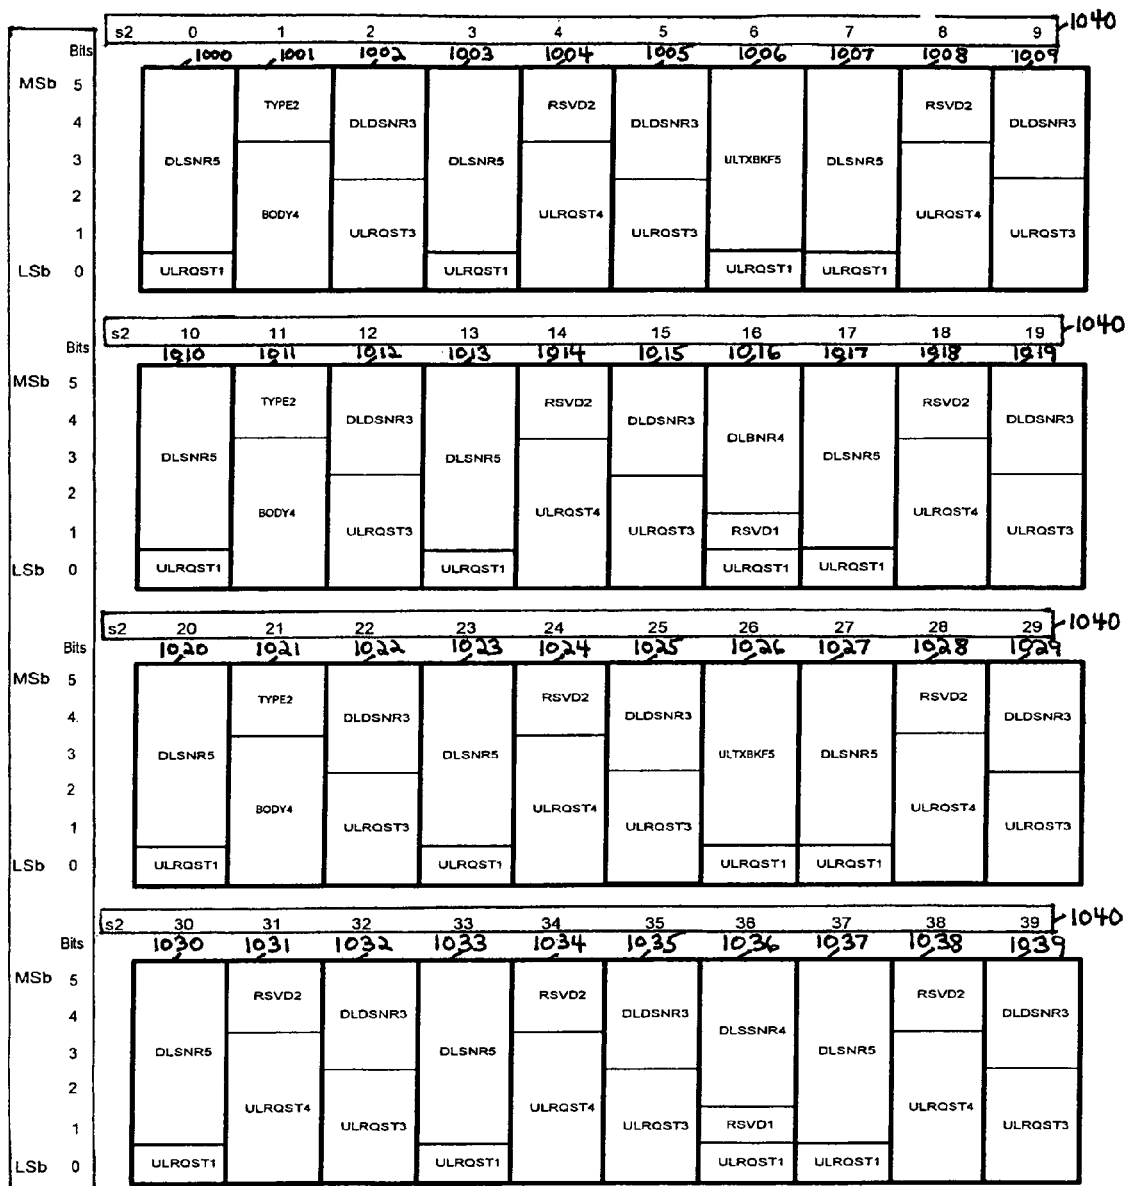 s2 0 1 2 3 4 5 6 7 8 9 1040
Bits 1000 1001 1002 1003 1004 1005 1006 1007 1008 1009
MSb 5 TYPE2 RSVD2 RSVD2
4 DLDSNR3 DLDSNR3 DLDSNR3
3 DLSNR5 DLSNR5 ULTXBKF5 DLSNR5
2 BODY4 ULRQST4 ULRQST4
1 ULRQST3 ULRQST3 ULRQST3
LSb 0 ULRQST1 ULRQST1 ULRQST1 ULRQST1
s2 10 11 12 13 14 15 16 17 18 19 1040
Bits 1010 1011 1012 1013 1014 1015 1016 1017 1018 1019
MSb 5 TYPE2 RSVD2 RSVD2
4 DLDSNR3 DLDSNR3 DLBNR4 DLDSNR3
3 DLSNR5 DLSNR5 DLSNR5
2 BODY4 ULRQST4 ULRQST4
1 ULRQST3 ULRQST3 RSVD1 ULRQST3
LSb 0 ULRQST1 ULRQST1 ULRQST1 ULRQST1
s2 20 21 22 23 24 25 26 27 28 29 1040
Bits 1020 1021 1022 1023 1024 1025 1026 1027 1028 1029
MSb 5 TYPE2 RSVD2 RSVD2
4. DLDSNR3 DLDSNR3 DLDSNR3
3 DLSNR5 DLSNR5 ULTXBKF5 DLSNR5
2 BODY4 ULRQST4 ULRQST4
1 ULRQST3 ULRQST3 ULRQST3
LSb 0 ULRQST1 ULRQST1 ULRQST1 ULRQST1
s2 30 31 32 33 34 35 36 37 38 39 1040
Bits 1030 1031 1032 1033 1034 1035 1036 1037 1038 1039
MSb 5 RSVD2 RSVD2 RSVD2
4 DLDSNR3 DLDSNR3 DLSSNR4 DLDSNR3
3 DLSNR5 DLSNR5 DLSNR5
2 ULRQST4 ULRQST4 ULRQST4
1 ULRQST3 ULRQST3 RSVD1 ULRQST3
LSb 0 ULRQST1 ULRQST1 ULRQST1 ULRQST1